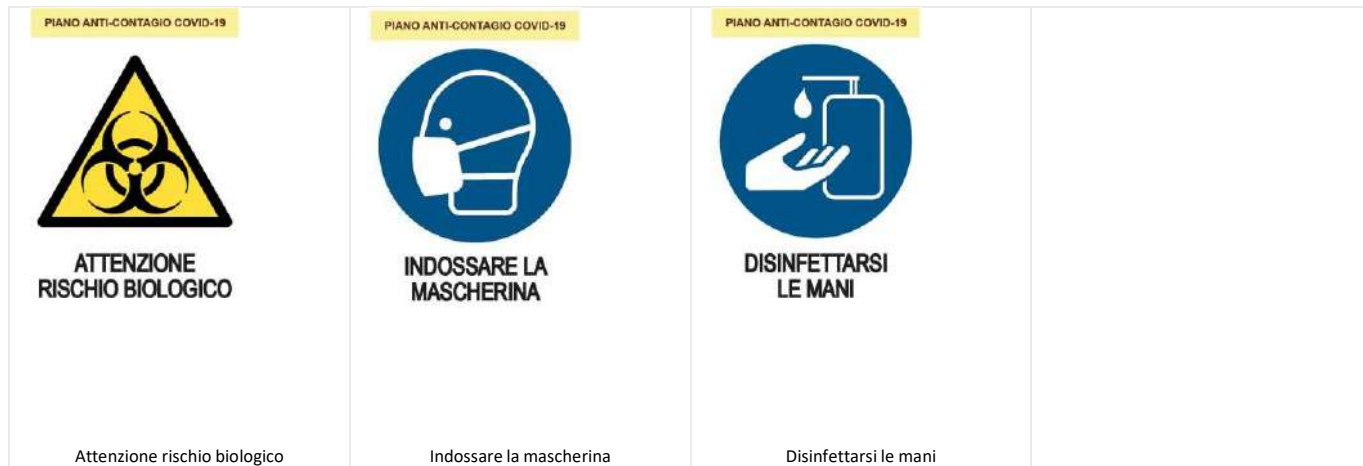 PIANO ANTI-CONTAGIO COVID-19
ATTENZIONE
RISCHIO BIOLOGICO
Attenzione rischio biologico
PIANO ANTI-CONTAGIO COVID-19
INDOSSARE LA
MASCHERINA
Indossare la mascherina
PIANO ANTI-CONTAGIO COVID-19
DISINFETTARSI
LE MANI
Disinfettarsi le mani